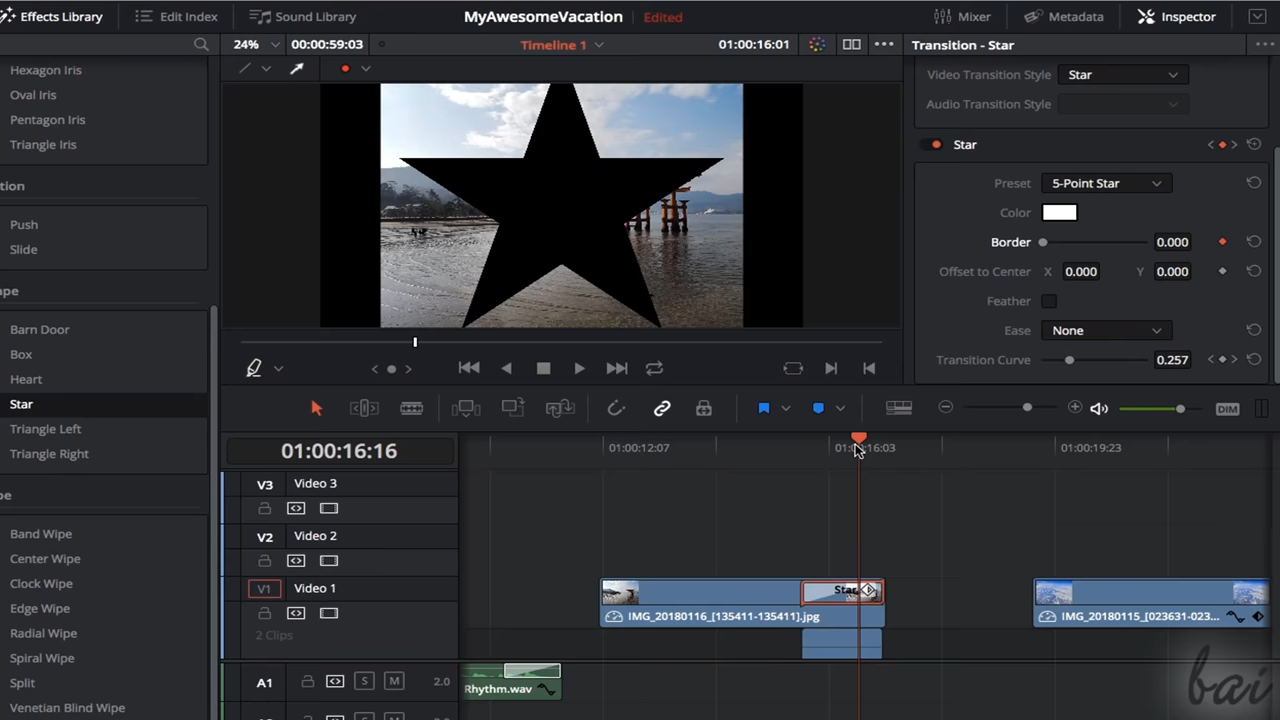 Effects Library
Edit Index
Sound Library
MyAwesomeVacation
Edited
Mixer
Metadata
Inspector
24%
00:00:59:03
Timeline 1
01:00:16:01
Transition - Star
Hexagon Iris
Oval Iris
Pentagon Iris
Triangle Iris
tion
Push
Slide
ape
Barn Door
Box
Heart
Star
Triangle Left
Triangle Right
pe
Band Wipe
Center Wipe
Clock Wipe
Edge Wipe
Radial Wipe
Spiral Wipe
Split
Venetian Blind Wipe
Video Transition Style Star
Audio Transition Style
Star
Preset 5-Point Star
Color
Border 0.000
Offset to Center X 0.000 Y 0.000
Feather
Ease None
Transition Curve 0.257
DIM
01:00:16:16
01:00:12:07
01:00:16:03
01:00:19:23
V3 Video 3
V2 Video 2
V1 Video 1
2 Clips
Star
IMG_20180116_[135411-135411].jpg
IMG_20180115_[023631-023...
A1 S M 2.0
Rhythm.wav
bai